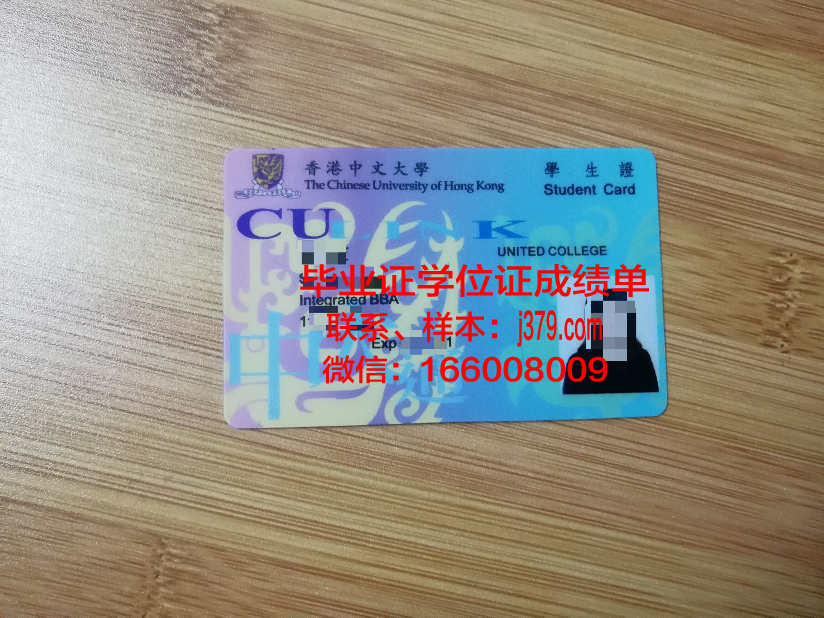 香港中文大學
學生證
The Chinese University of Hong Kong
Student Card
CU LINK
UNITED COLLEGE
毕业证学位证成绩单
Integrated BBA
联系、样本：j379.com
Exp
微信：166008009